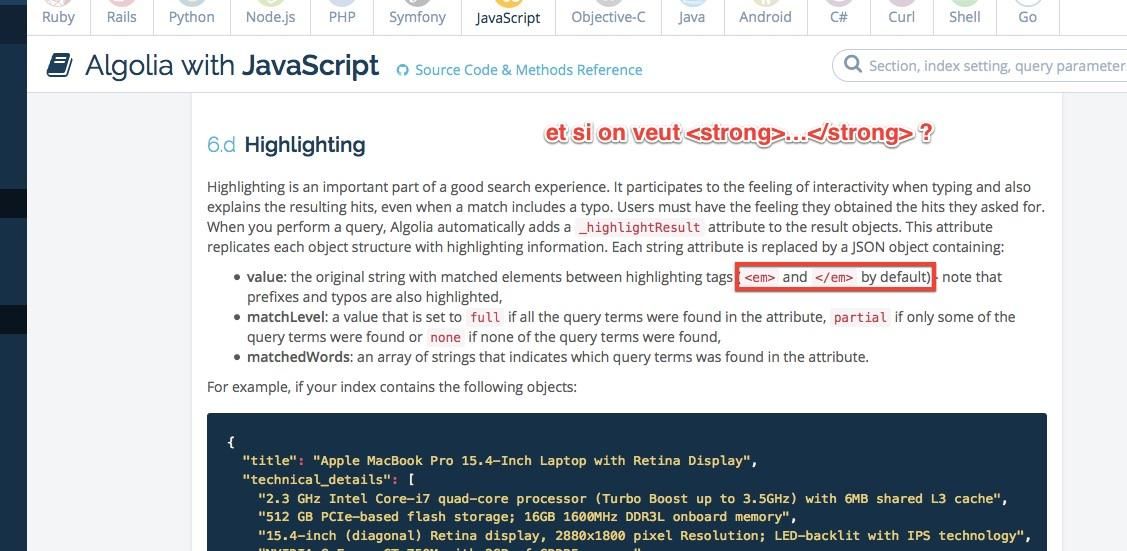 Ruby Rails Python Node.js PHP Symfony JavaScript Objective-C Java Android C# Curl Shell Go
Algolia with JavaScript Source Code & Methods Reference Section, index setting, query parameter
et si on veut <strong>...</strong> ?
6.d Highlighting
Highlighting is an important part of a good search experience. It participates to the feeling of interactivity when typing and also
explains the resulting hits, even when a match includes a typo. Users must have the feeling they obtained the hits they asked for.
When you perform a query, Algolia automatically adds a _highlightResult attribute to the result objects. This attribute
replicates each object structure with highlighting information. Each string attribute is replaced by a JSON object containing:
• value: the original string with matched elements between highlighting tags (<em> and </em> by default) - note that
prefixes and typos are also highlighted,
• matchLevel: a value that is set to full if all the query terms were found in the attribute, partial if only some of the
query terms were found or none if none of the query terms were found,
• matchedWords: an array of strings that indicates which query terms was found in the attribute.
For example, if your index contains the following objects:
{
"title": "Apple MacBook Pro 15.4-Inch Laptop with Retina Display",
"technical_details": [
"2.3 GHz Intel Core-i7 quad-core processor (Turbo Boost up to 3.5GHz) with 6MB shared L3 cache",
"512 GB PCIe-based flash storage; 16GB 1600MHz DDR3L onboard memory",
"15.4-inch (diagonal) Retina display, 2880x1800 pixel Resolution; LED-backlit with IPS technology",